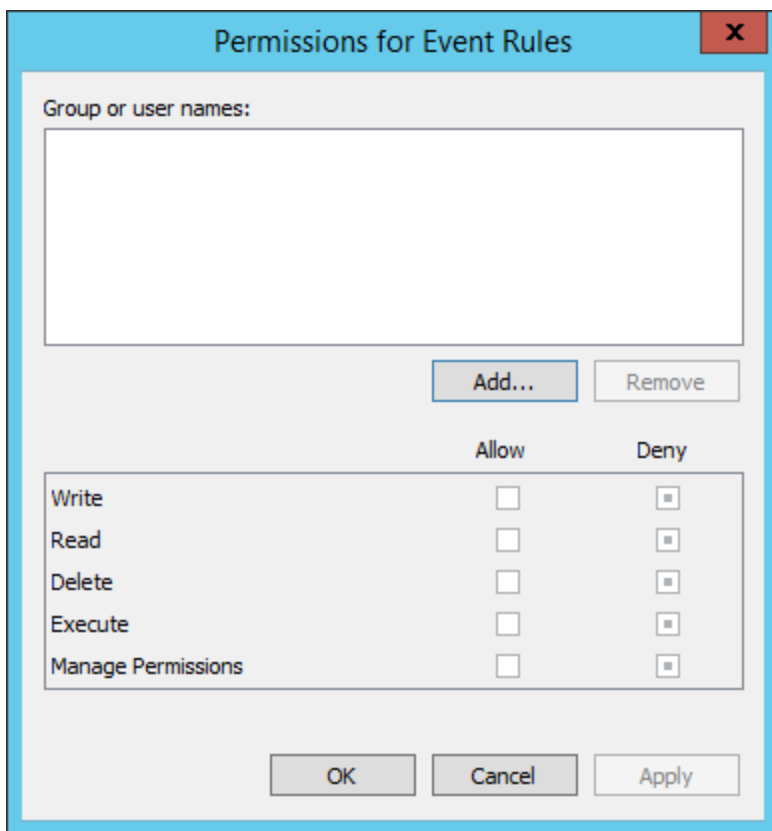 Permissions for Event Rules
x
Group or user names:
Add...
Remove
Allow Deny
Write
Read
Delete
Execute
Manage Permissions
OK
Cancel
Apply